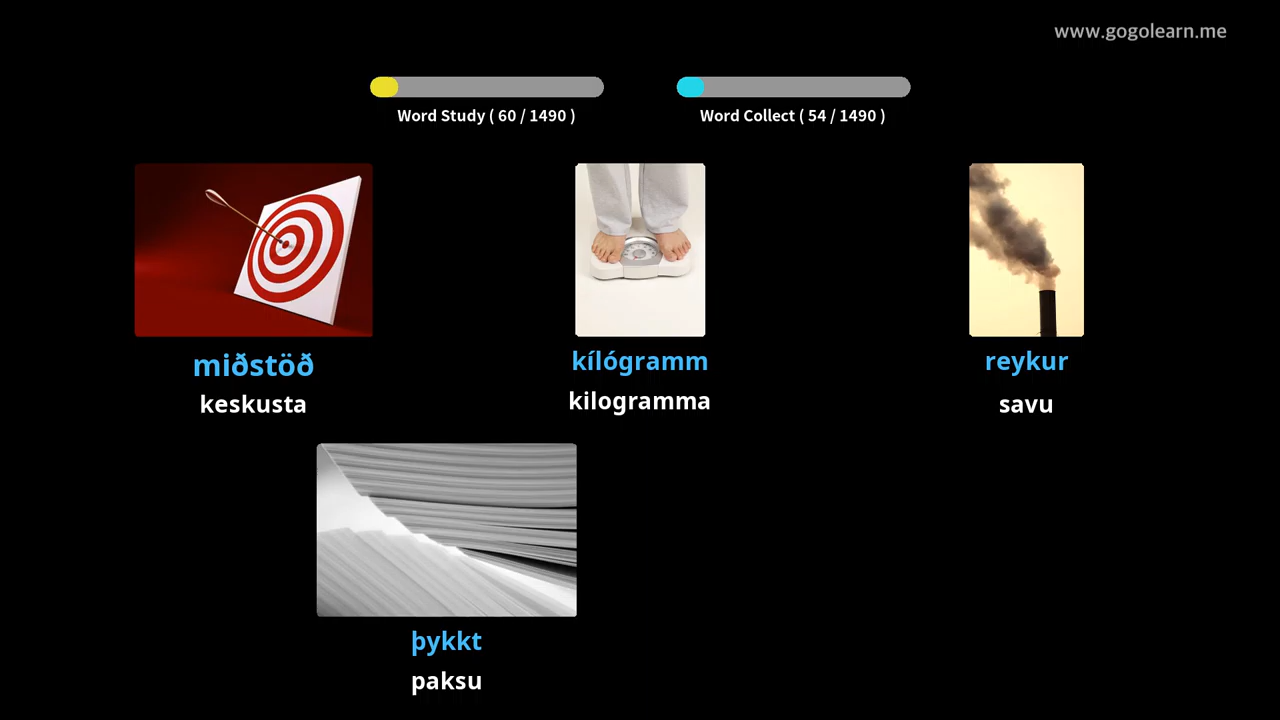 www.gogolearn.me
Word Study ( 60 / 1490 )
Word Collect ( 54 / 1490 )
miðstöð
keskusta
kílógramm
kilogramma
reykur
savu
þykkt
paksu